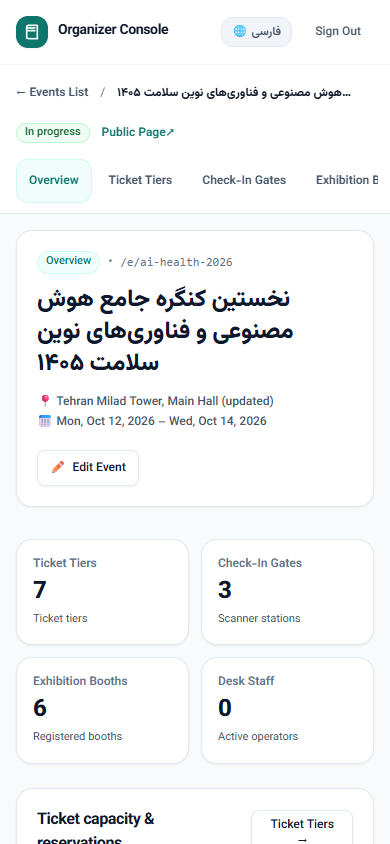 Organizer Console
🌐 فارسی
Sign Out
← Events List / هوش مصنوعی و فناوری‌های نوین سلامت ۱۴۰۵...
In progress
Public Page↗
Overview
Ticket Tiers
Check-In Gates
Exhibition B
Overview • /e/ai-health-2026
نخستین کنگره جامع هوش
مصنوعی و فناوری‌های نوین
سلامت ۱۴۰۵
📍 Tehran Milad Tower, Main Hall (updated)
🗓️ Mon, Oct 12, 2026 – Wed, Oct 14, 2026
✏️ Edit Event
Ticket Tiers
7
Ticket tiers
Check-In Gates
3
Scanner stations
Exhibition Booths
6
Registered booths
Desk Staff
0
Active operators
Ticket capacity &
reservations
Ticket Tiers
→